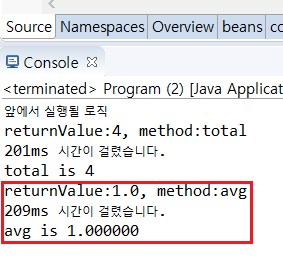 Source Namespaces Overview beans
Console
<terminated> Program (2) [Java Applicat
앞에서 실행될 로직
returnValue:4, method:total
201ms 시간이 걸렸습니다.
total is 4
returnValue:1.0, method:avg
209ms 시간이 걸렸습니다.
avg is 1.000000